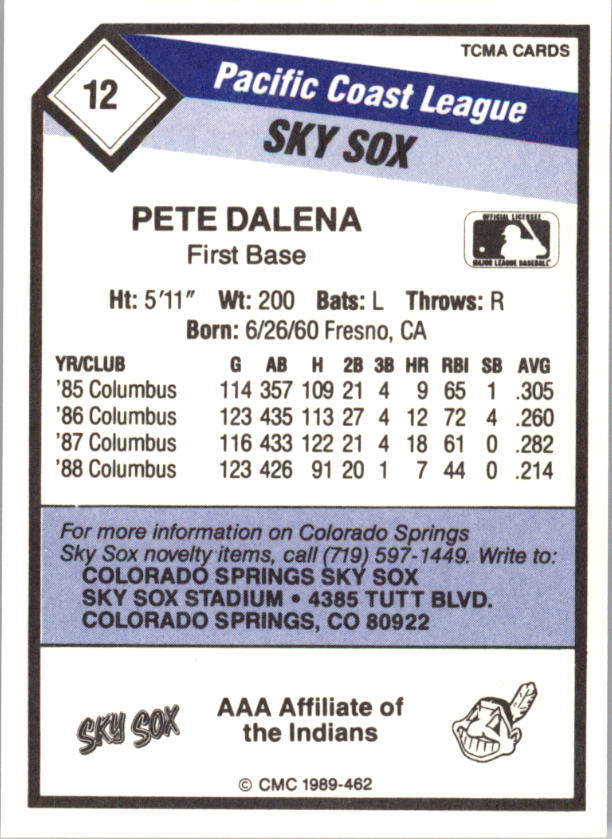 TCMA CARDS
12
Pacific Coast League
SKY SOX
PETE DALENA
First Base
OFFICIAL LICENSEE
MAJOR LEAGUE BASEBALL
Ht: 5'11" Wt: 200 Bats: L Throws: R
Born: 6/26/60 Fresno, CA
YR/CLUB G AB H 2B 3B HR RBI SB AVG
'85 Columbus 114 357 109 21 4 9 65 1 .305
'86 Columbus 123 435 113 27 4 12 72 4 .260
'87 Columbus 116 433 122 21 4 18 61 0 .282
'88 Columbus 123 426 91 20 1 7 44 0 .214
For more information on Colorado Springs
Sky Sox novelty items, call (719) 597-1449. Write to:
COLORADO SPRINGS SKY SOX
SKY SOX STADIUM • 4385 TUTT BLVD.
COLORADO SPRINGS, CO 80922
SKY SOX
AAA Affiliate of
the Indians
© CMC 1989-462